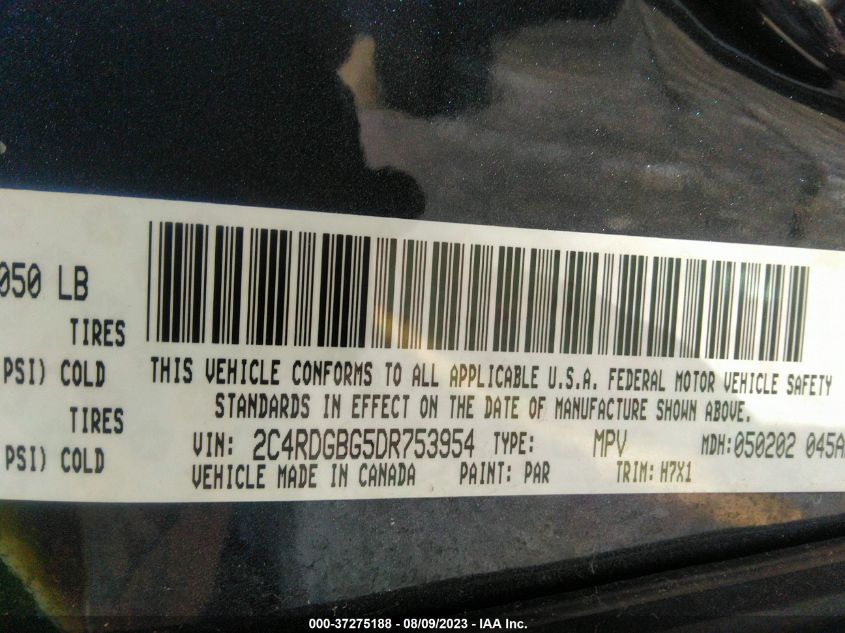 050 LB
TIRES
PSI) COLD
TIRES
PSI) COLD
THIS VEHICLE CONFORMS TO ALL APPLICABLE U.S.A. FEDERAL MOTOR VEHICLE SAFETY
STANDARDS IN EFFECT ON THE DATE OF MANUFACTURE SHOWN ABOVE.
VIN: 2C4RDGBG5DR753954 TYPE: MPV MDH:050202 045A
VEHICLE MADE IN CANADA PAINT: PAR TRIM: H7X1
000-37275188 - 08/09/2023 - IAA Inc.